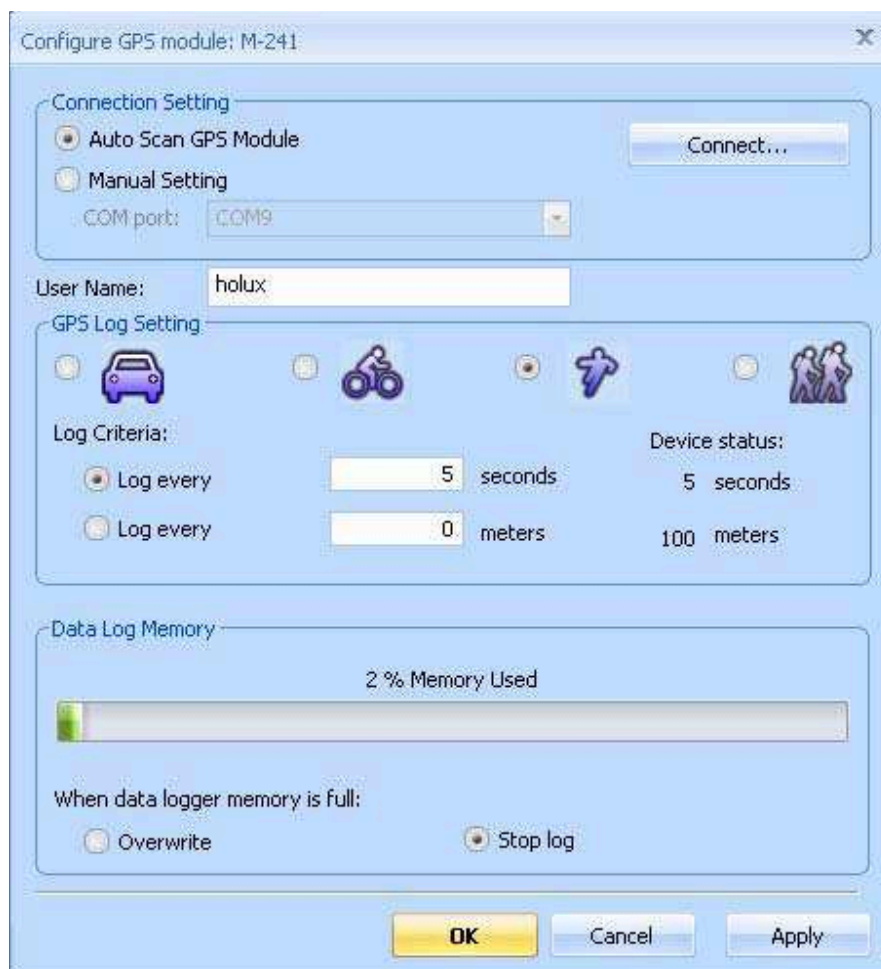 Configure GPS module: M-241
Connection Setting
Auto Scan GPS Module
Connect...
Manual Setting
COM port: COM9
User Name: holux
GPS Log Setting
Log Criteria:
Device status:
Log every 5 seconds 5 seconds
Log every 0 meters 100 meters
Data Log Memory
2 % Memory Used
When data logger memory is full:
Overwrite Stop log
OK Cancel Apply